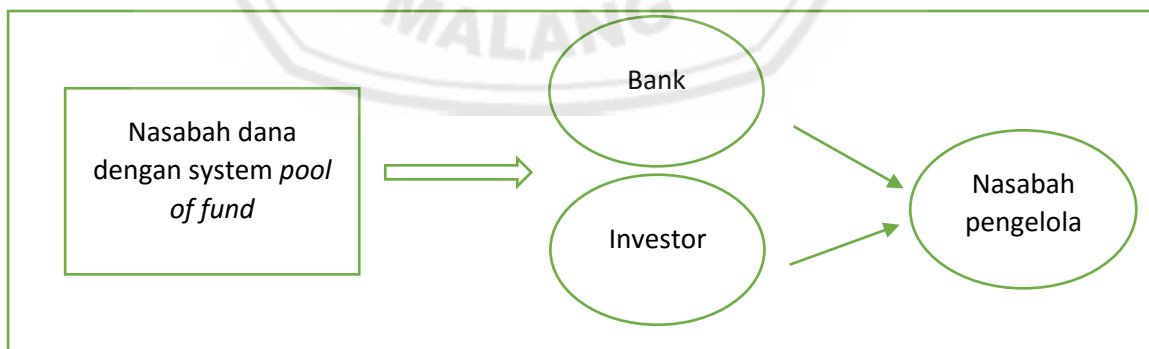 MALANG
Nasabah dana
dengan system pool
of fund
Bank
Investor
Nasabah
pengelola